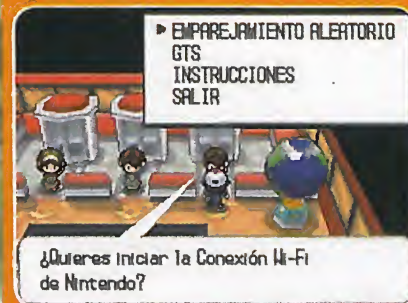 EMPAREJAMIENTO ALEATORIO
GTS
INSTRUCCIONES
SALIR
¿Quieres iniciar la Conexión Wi-Fi
de Nintendo?